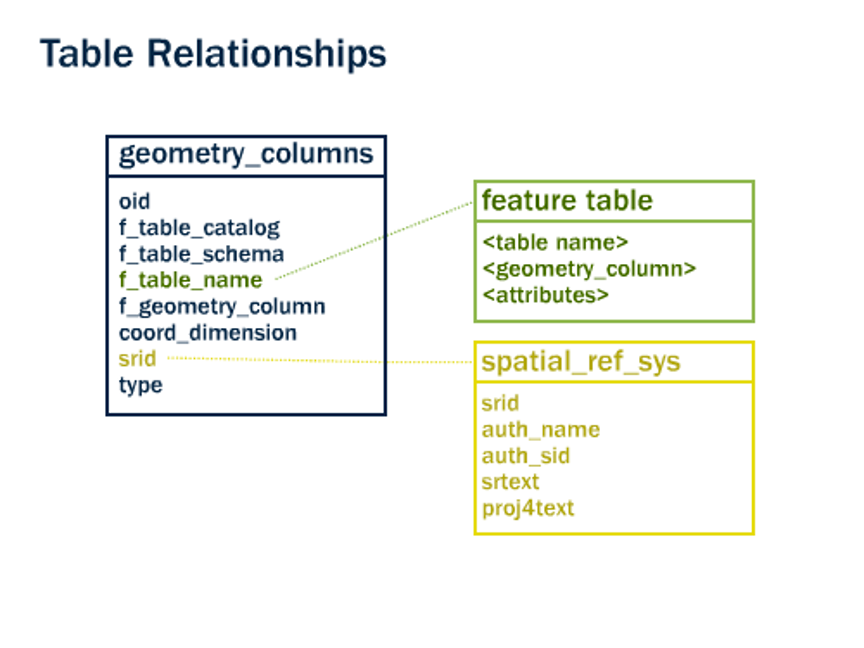 Table Relationships
geometry_columns
oid
f_table_catalog
f_table_schema
f_table_name
f_geometry_column
coord_dimension
srid
type
feature table
<table name>
<geometry_column>
<attributes>
spatial_ref_sys
srid
auth_name
auth_sid
srtext
proj4text